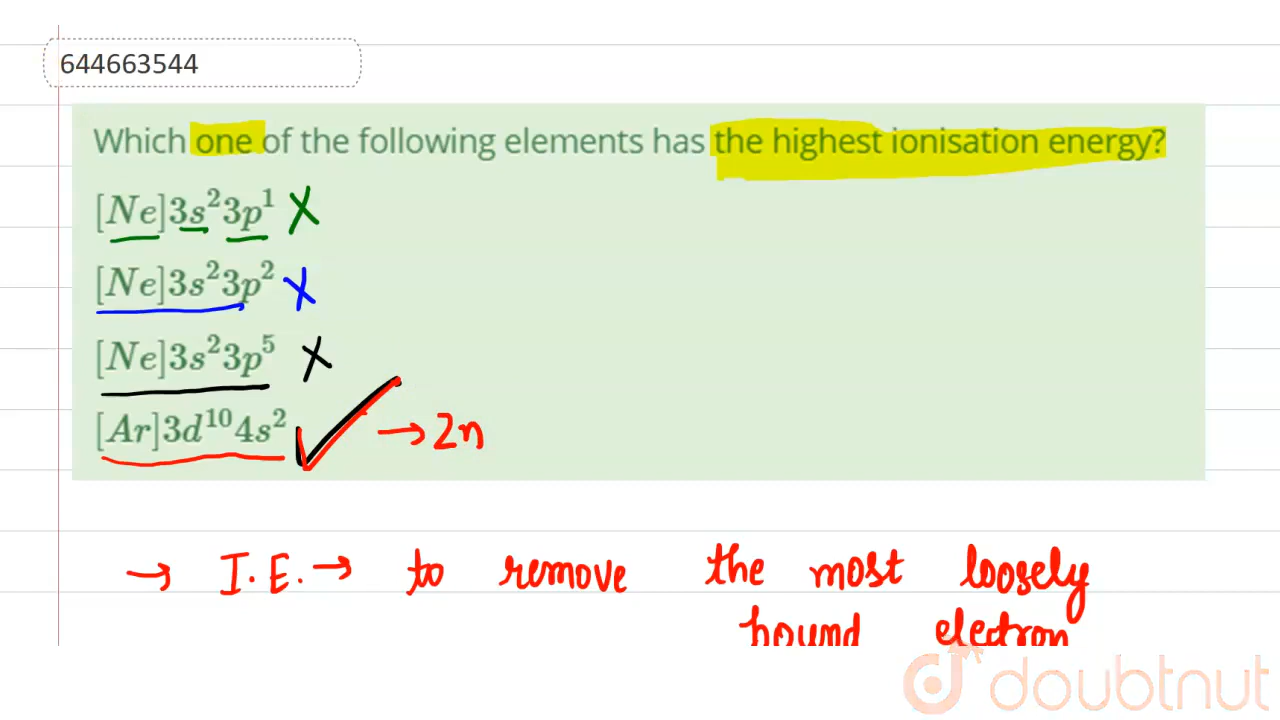 644663544
Which one of the following elements has the highest ionisation energy?
[Ne]3s²3p¹ X
[Ne]3s²3p² X
[Ne]3s²3p⁵ X
[Ar]3d¹⁰4s² ✓ → Zn
→ I.E. → to remove the most loosely
bound electron
doubtnut